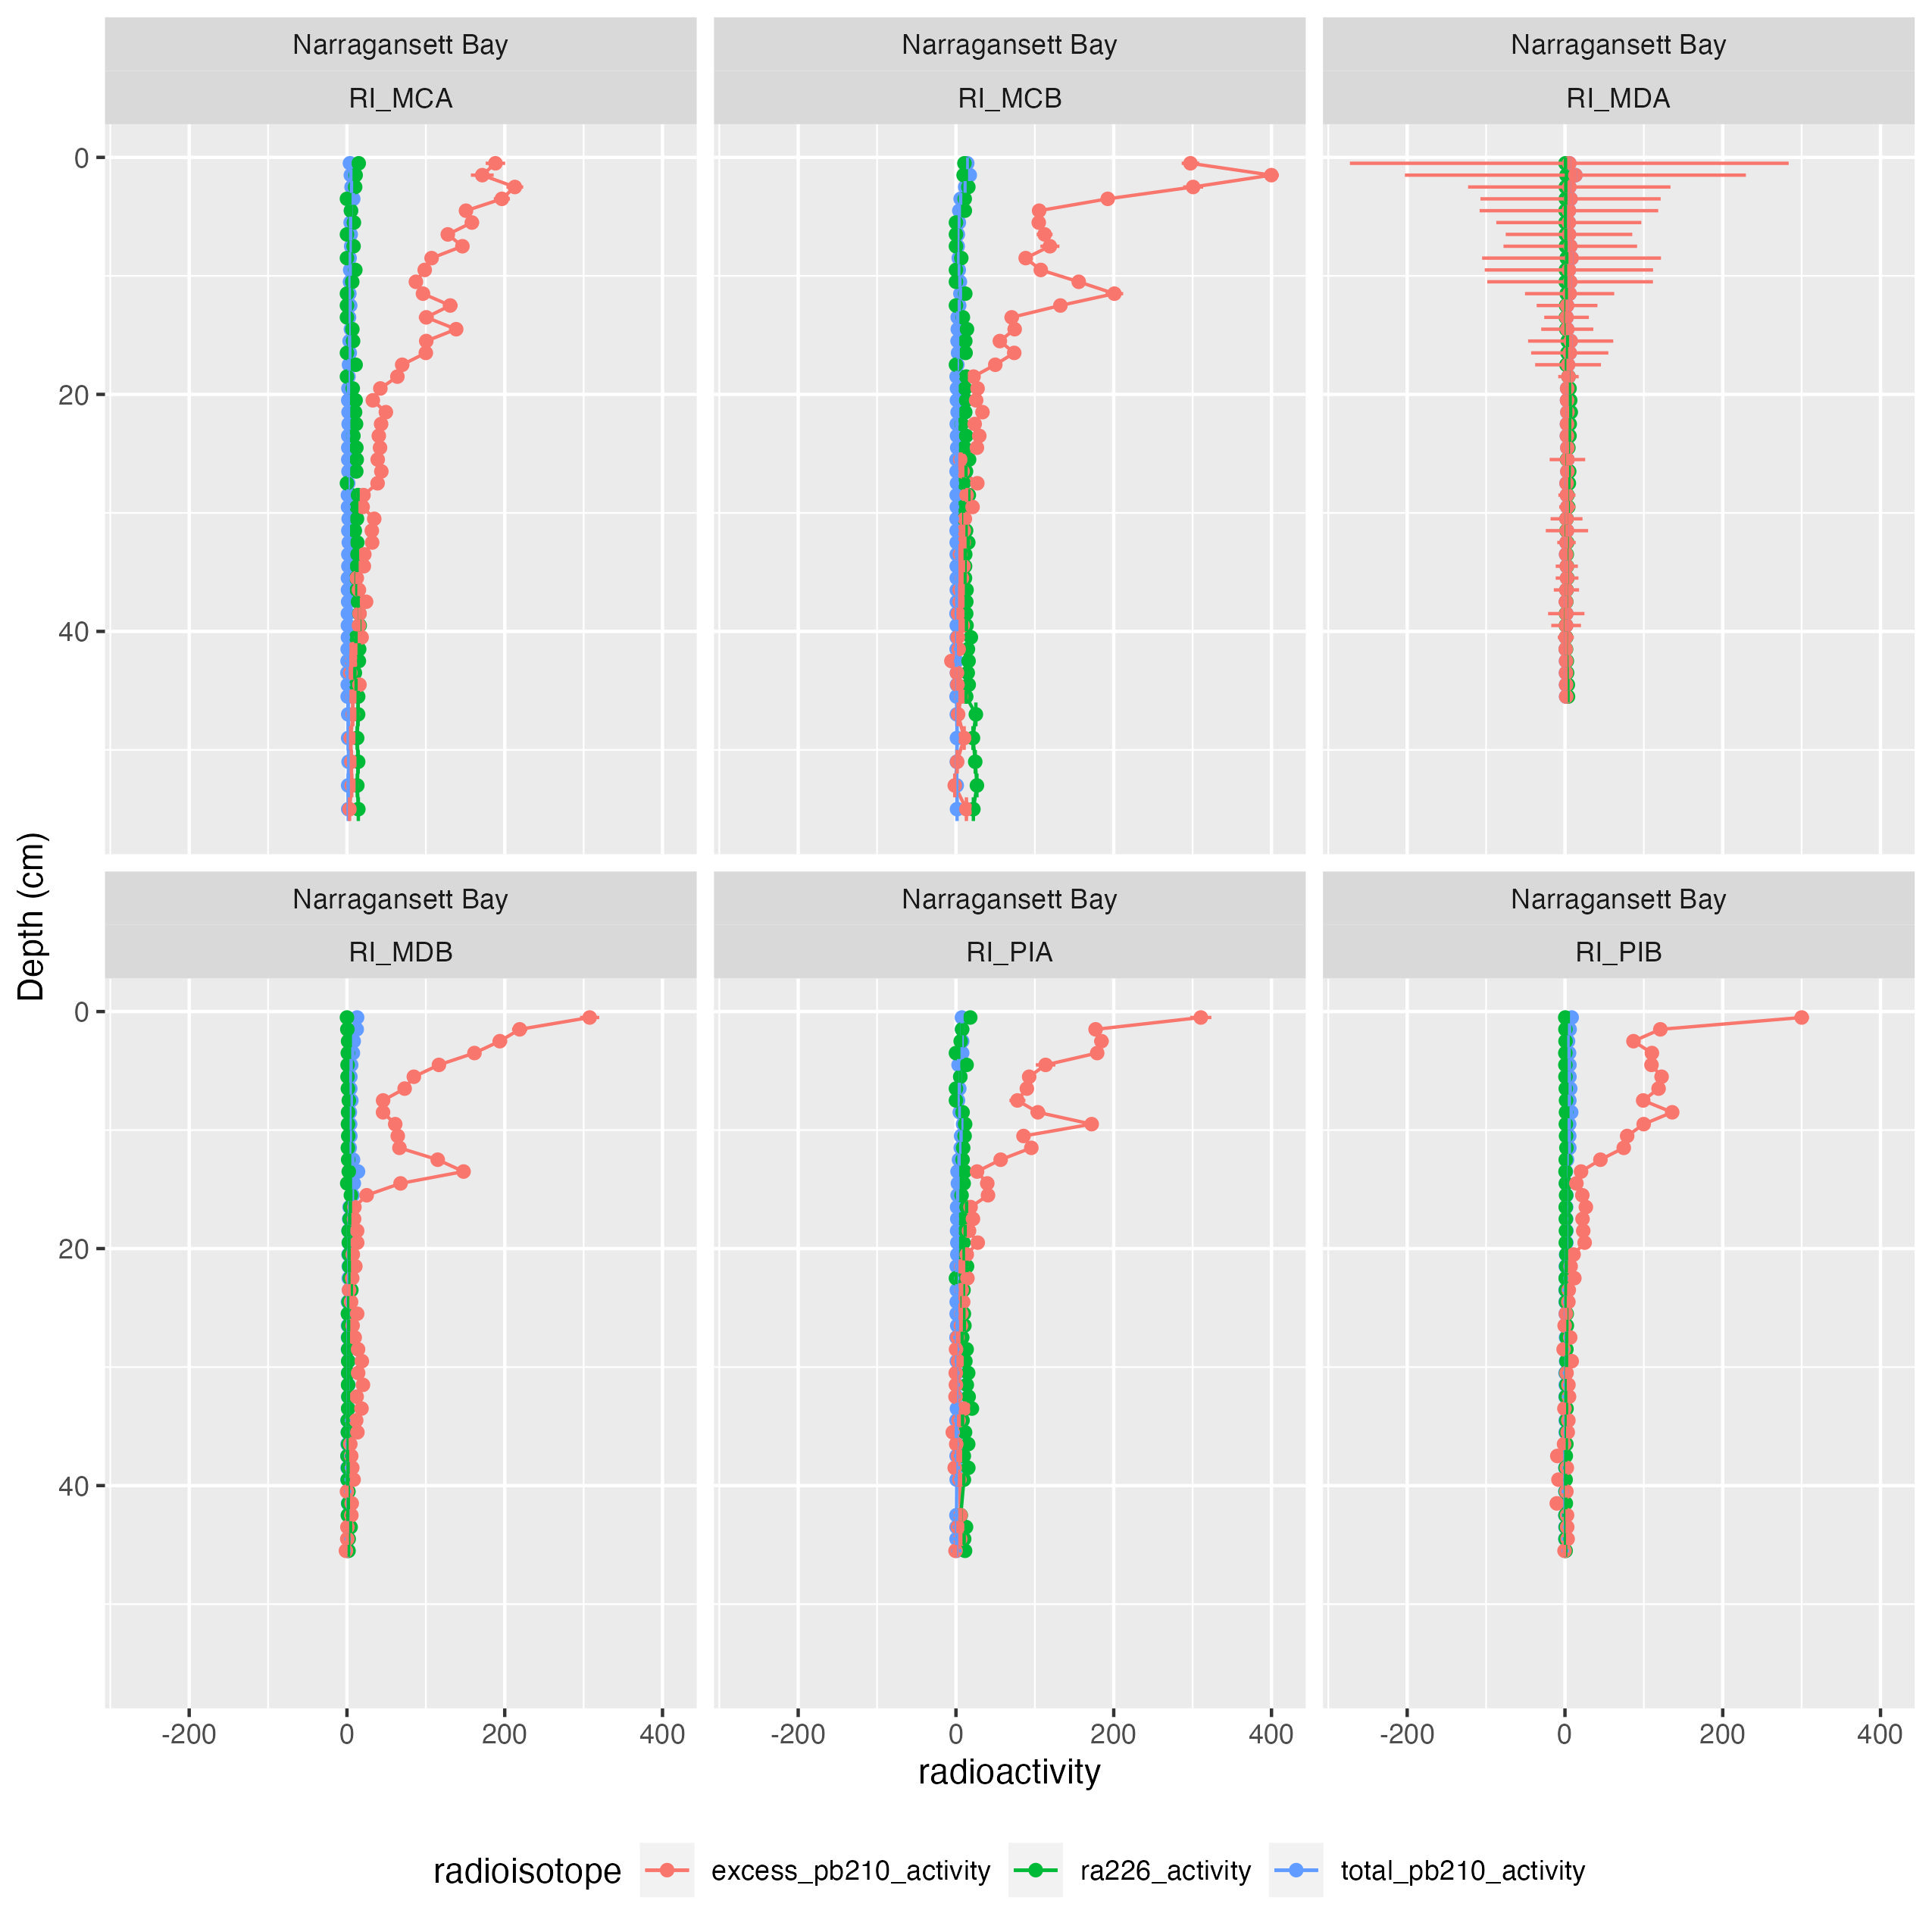 Narragansett Bay Narragansett Bay Narragansett Bay
RI_MCA RI_MCB RI_MDA
0
20
40
Narragansett Bay Narragansett Bay Narragansett Bay
RI_MDB RI_PIA RI_PIB
0
20
40
Depth (cm)
-200 0 200 400 -200 0 200 400 -200 0 200 400
radioactivity
radioisotope excess_pb210_activity ra226_activity total_pb210_activity